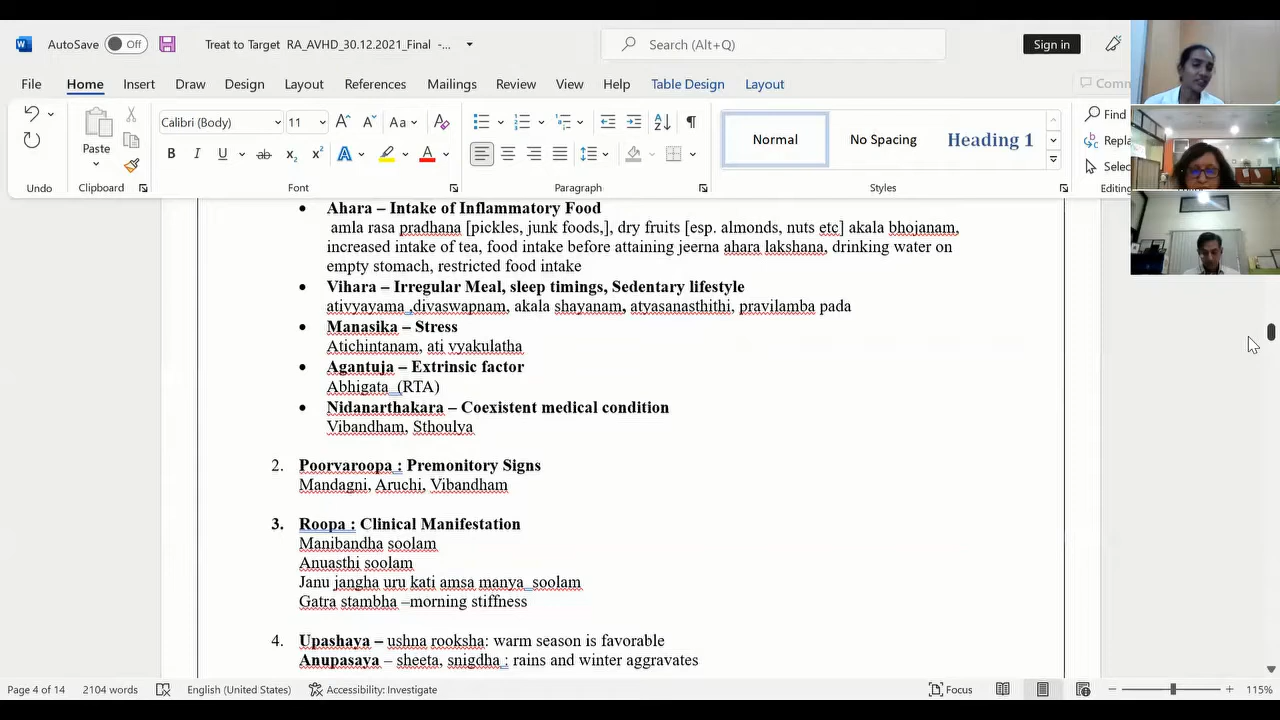 AutoSave Off Treat to Target RA_AVHD_30.12.2021_Final -... Search (Alt+Q) Sign in
File Home Insert Draw Design Layout References Mailings Review View Help Table Design Layout Comm
Paste Calibri (Body) 11 Aa Normal No Spacing Heading 1 Find
Repla
Selec
Undo Clipboard Font Paragraph Styles Editing
• Ahara – Intake of Inflammatory Food
amla rasa pradhana [pickles, junk foods,], dry fruits [esp. almonds, nuts etc] akala bhojanam,
increased intake of tea, food intake before attaining jeerna ahara lakshana, drinking water on
empty stomach, restricted food intake
• Vihara – Irregular Meal, sleep timings, Sedentary lifestyle
ativyayama ,divaswapnam, akala shayanam, atyasanasthithi, pravilamba pada
• Manasika – Stress
Atichintanam, ati vyakulatha
• Agantuja – Extrinsic factor
Abhigata (RTA)
• Nidanarthakara – Coexistent medical condition
Vibandham, Sthoulya
2. Poorvaroopa : Premonitory Signs
Mandagni, Aruchi, Vibandham
3. Roopa : Clinical Manifestation
Manibandha soolam
Anuasthi soolam
Janu jangha uru kati amsa manya soolam
Gatra stambha –morning stiffness
4. Upashaya – ushna rooksha: warm season is favorable
Anupasaya – sheeta, snigdha : rains and winter aggravates
Page 4 of 14 2104 words English (United States) Accessibility: Investigate Focus 115%